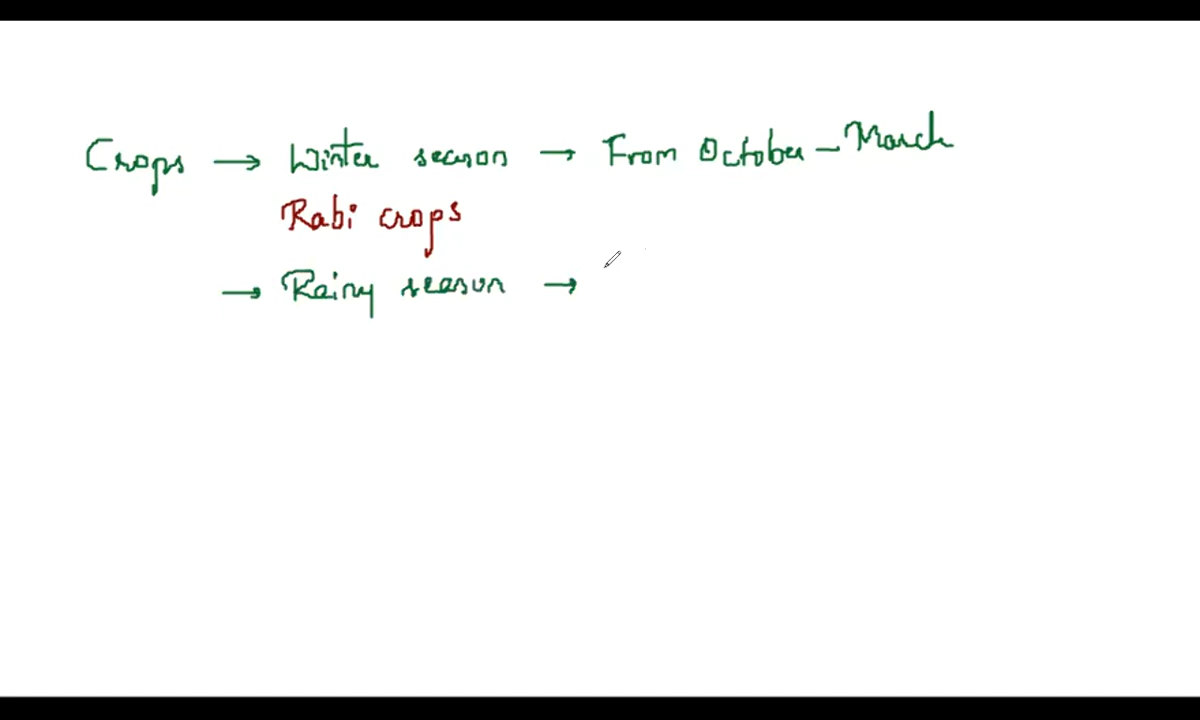 Crops → Winter season → From October – March
Rabi crops
→ Rainy season →